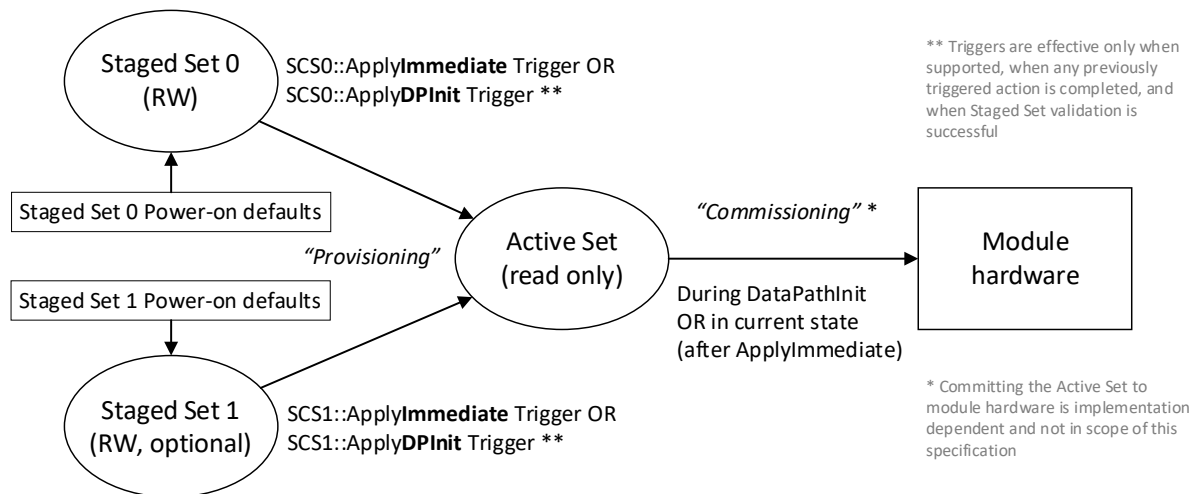 Staged Set 0
(RW)
SCS0::ApplyImmediate Trigger OR
SCS0::ApplyDPInit Trigger **
** Triggers are effective only when
supported, when any previously
triggered action is completed, and
when Staged Set validation is
successful
Staged Set 0 Power-on defaults
"Provisioning"
Active Set
(read only)
"Commissioning" *
During DataPathInit
OR in current state
(after ApplyImmediate)
Module
hardware
Staged Set 1 Power-on defaults
Staged Set 1
(RW, optional)
SCS1::ApplyImmediate Trigger OR
SCS1::ApplyDPInit Trigger **
* Committing the Active Set to
module hardware is implementation
dependent and not in scope of this
specification